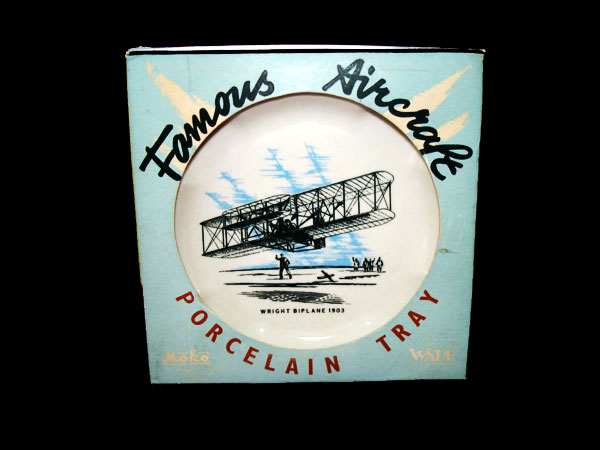 Famous Aircraft
WRIGHT BIPLANE 1903
PORCELAIN TRAY
Moko
WADE